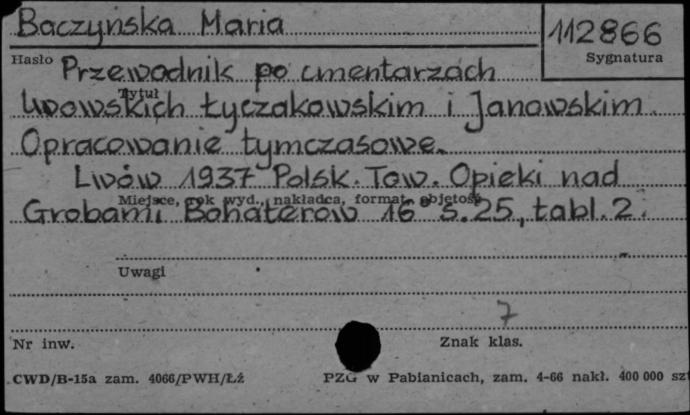 Baczyńska Maria
112866
Hasło
Sygnatura
Przewodnik po cmentarzach
Tytuł
Lwowskich Łyczakowskim i Janowskim.
Opracowanie tymczasowe.
Lwów 1937 Polsk. Tow. Opieki nad
Miejsce, rok wyd., nakładca, format, objętość
Grobami Bohaterów 16° s. 25, tabl. 2.
Uwagi
7
Nr inw.
Znak klas.
CWD/B-15a zam. 4066/PWH/Łź
PZG w Pabianicach, zam. 4-66 nakł. 400 000 szt